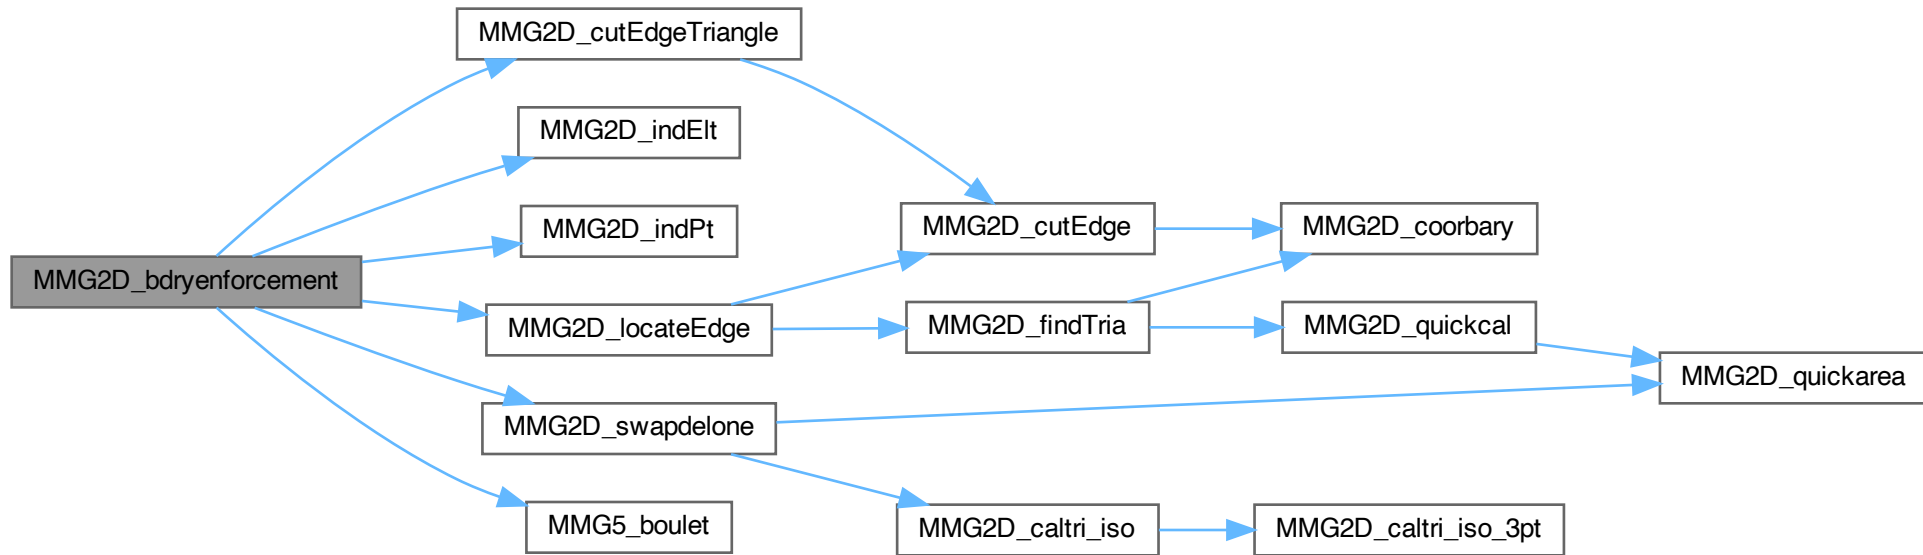 MMG2D_cutEdgeTriangle
MMG2D_indElt
MMG2D_indPt
MMG2D_cutEdge
MMG2D_coorbary
MMG2D_bdryenforcement
MMG2D_locateEdge
MMG2D_findTria
MMG2D_quickcal
MMG2D_quickarea
MMG2D_swapdelone
MMG5_boulet
MMG2D_caltri_iso
MMG2D_caltri_iso_3pt